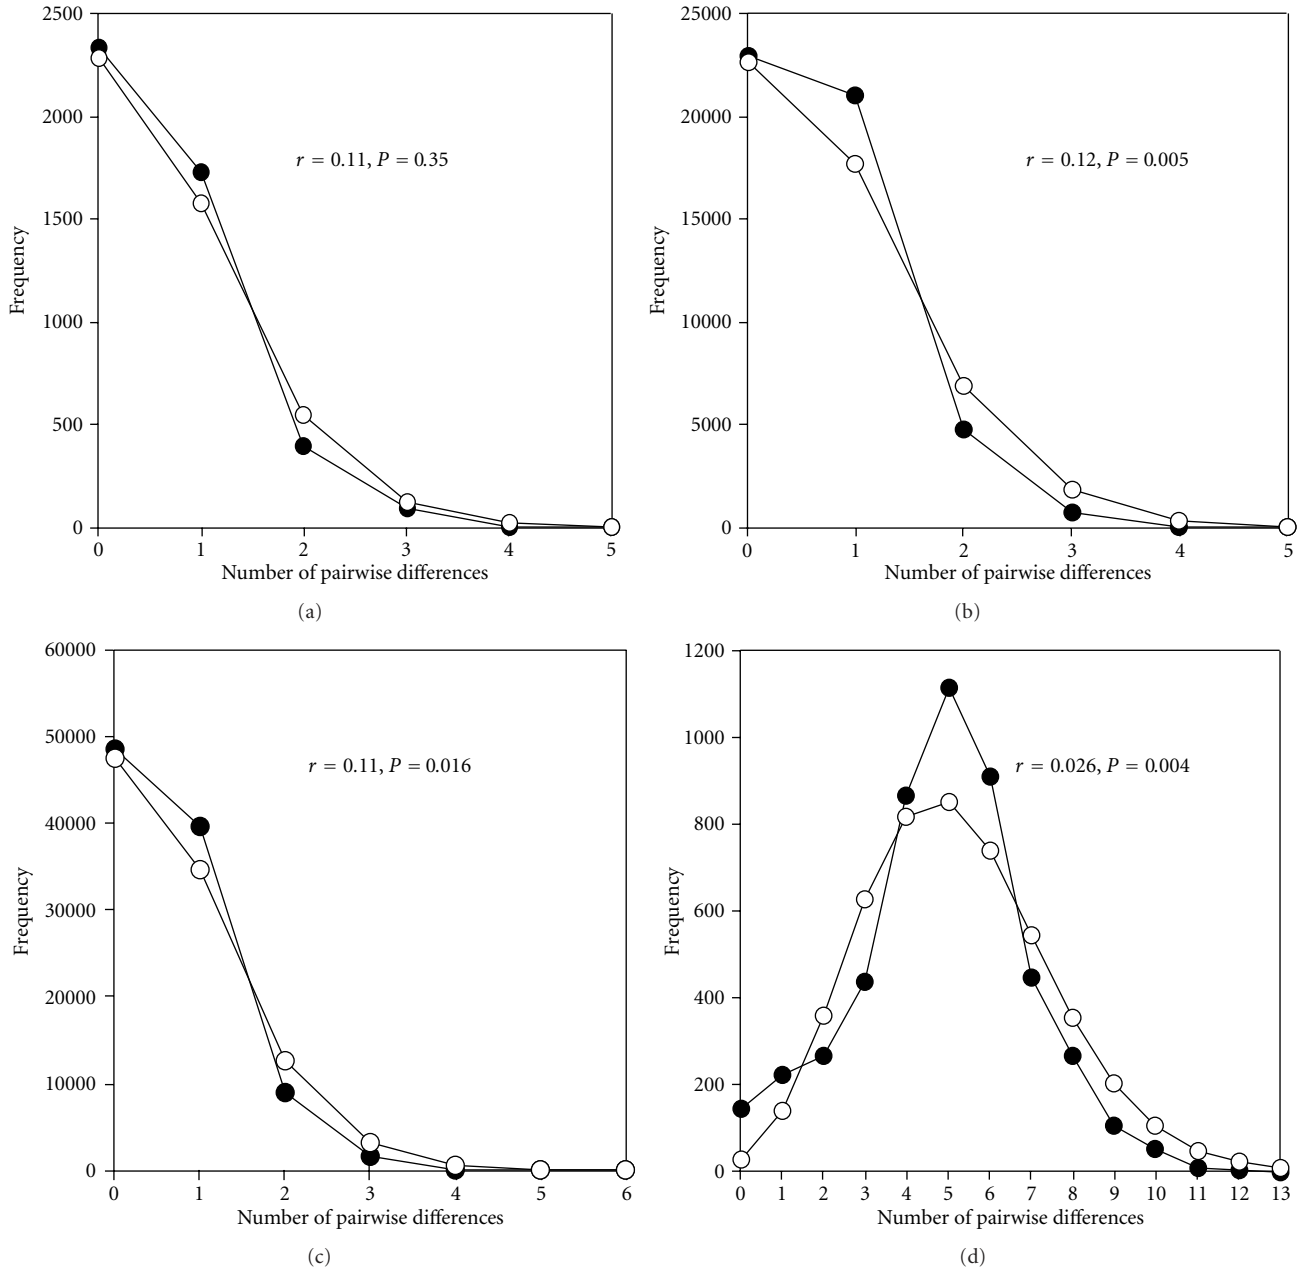 2500
2000
1500
1000
500
0
Frequency
r = 0.11, P = 0.35
0 1 2 3 4 5
Number of pairwise differences
(a)
25000
20000
15000
10000
5000
0
Frequency
r = 0.12, P = 0.005
0 1 2 3 4 5
Number of pairwise differences
(b)
60000
50000
40000
30000
20000
10000
0
Frequency
r = 0.11, P = 0.016
0 1 2 3 4 5 6
Number of pairwise differences
(c)
1200
1000
800
600
400
200
0
Frequency
r = 0.026, P = 0.004
0 1 2 3 4 5 6 7 8 9 10 11 12 13
Number of pairwise differences
(d)